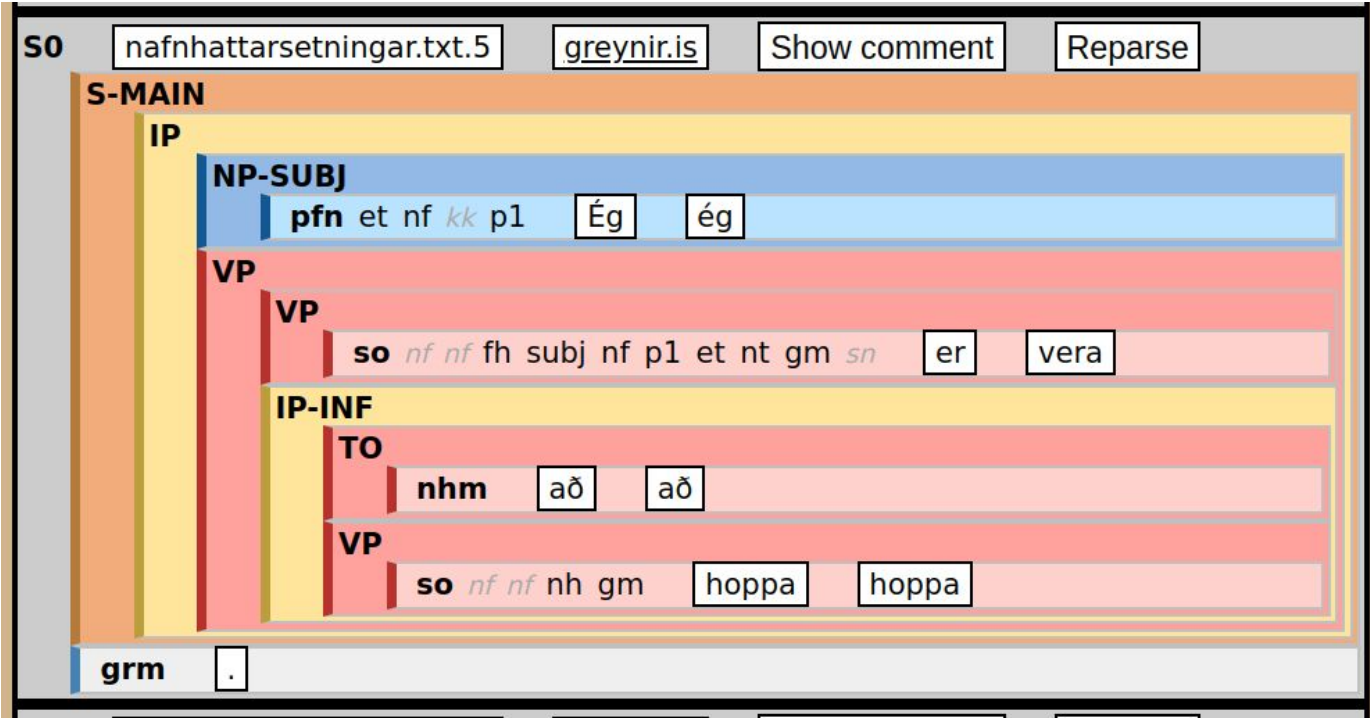 S0 nafnhattarsetningar.txt.5 greynir.is Show comment Reparse
S-MAIN
IP
NP-SUBJ
pfn et nf kk p1 Ég ég
VP
VP
so nf nf fh subj nf p1 et nt gm sn er vera
IP-INF
TO
nhm að að
VP
so nf nf nh gm hoppa hoppa
grm .